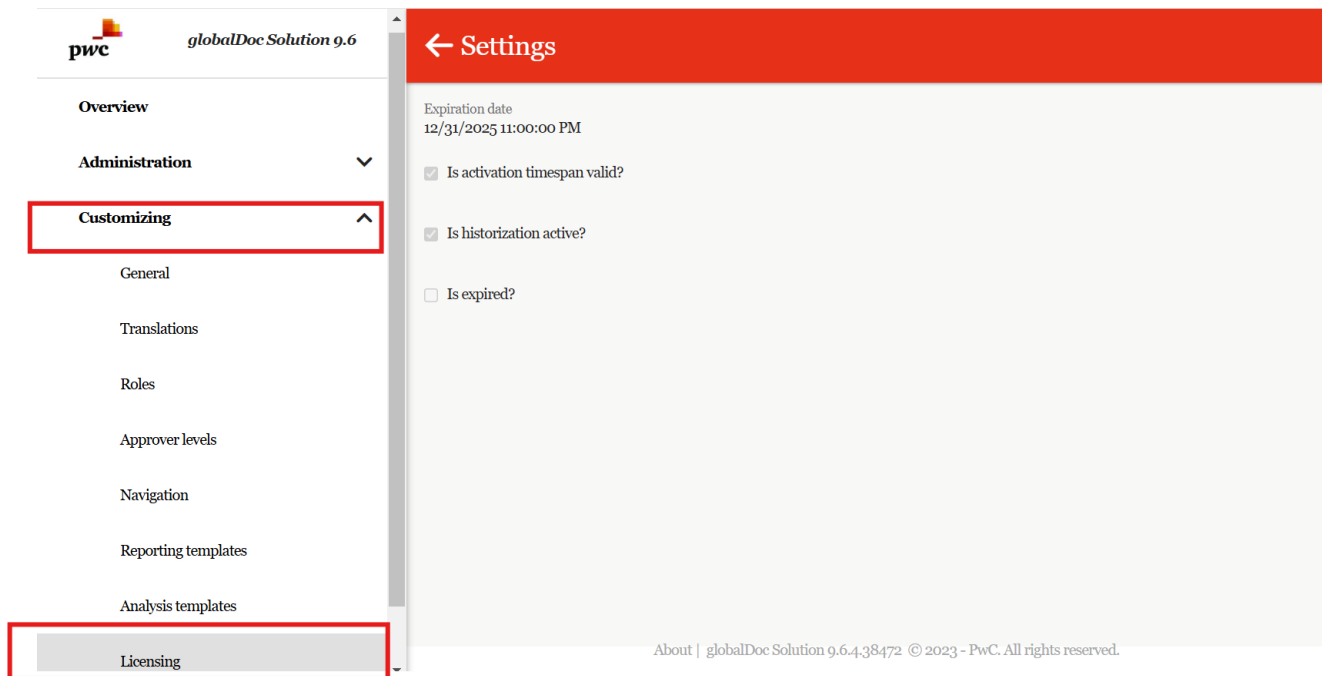 pwc
globalDoc Solution 9.6
Settings
Overview
Administration
Customizing
General
Translations
Roles
Approver levels
Navigation
Reporting templates
Analysis templates
Licensing
Expiration date
12/31/2025 11:00:00 PM
Is activation timespan valid?
Is historization active?
Is expired?
About | globalDoc Solution 9.6.4.38472 © 2023 - PwC. All rights reserved.